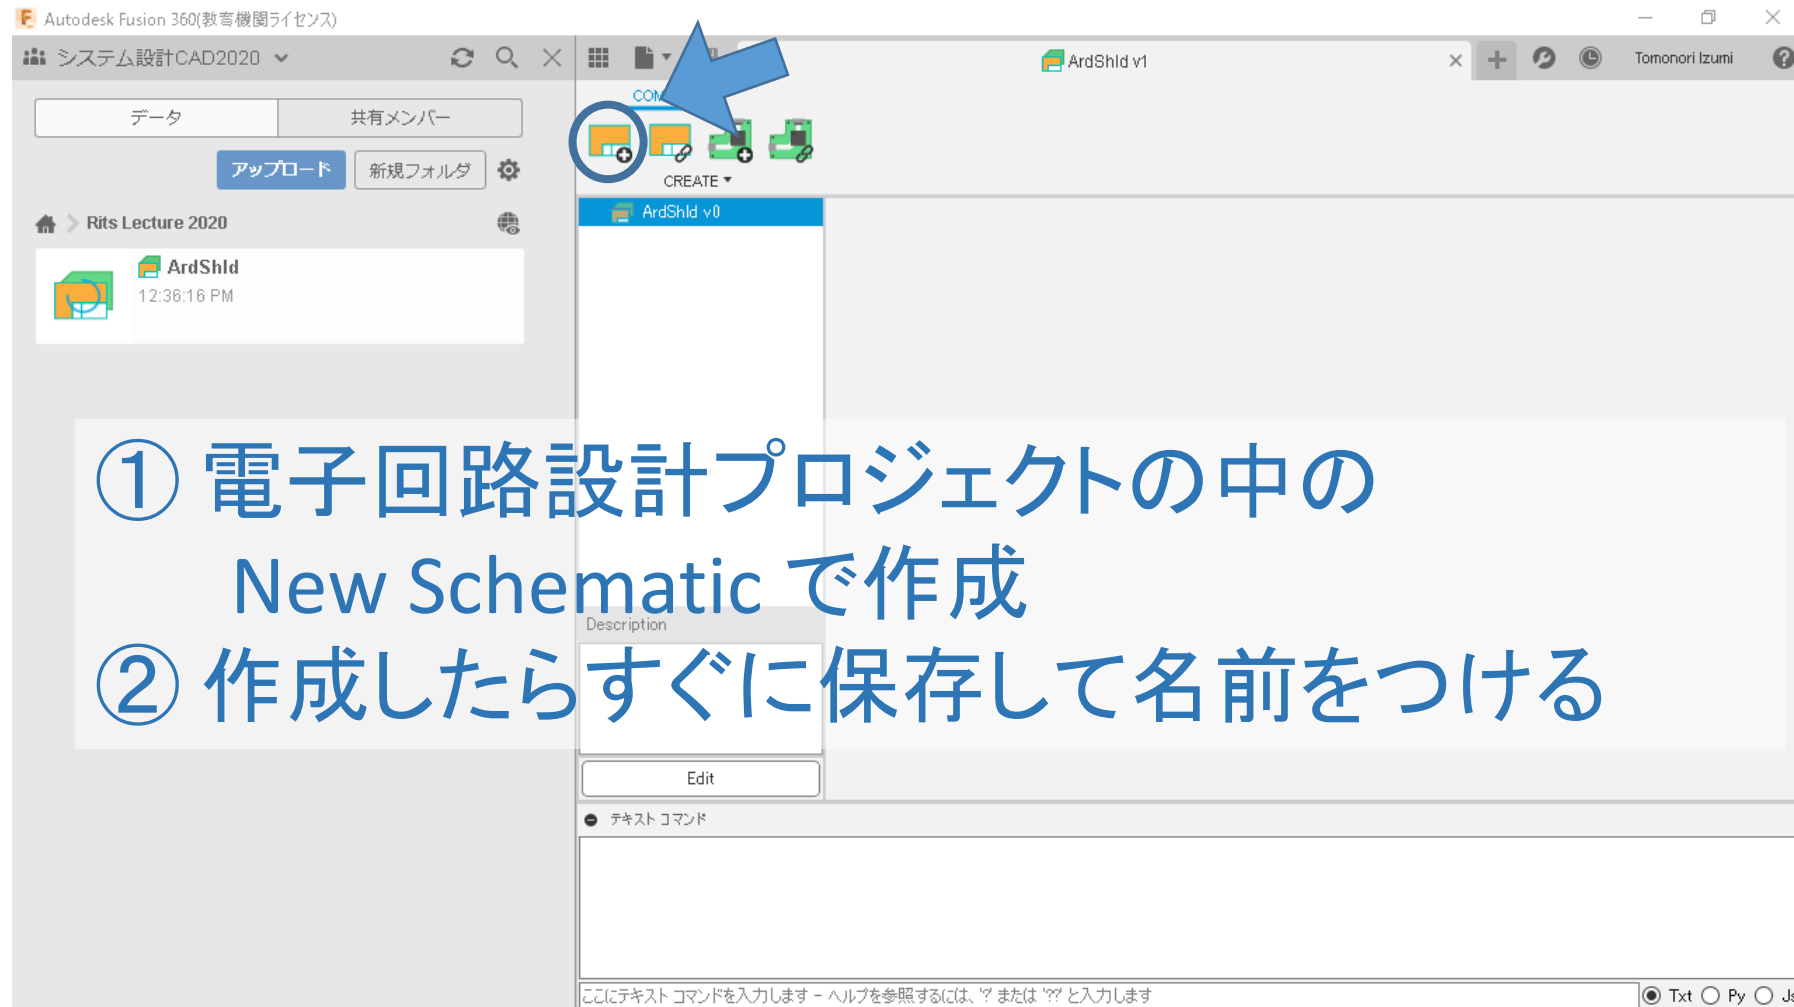 Autodesk Fusion 360(教育機関ライセンス)
システム設計CAD2020
ArdShld v1
Tomonori Izumi
データ
共有メンバー
アップロード
新規フォルダ
CREATE
Rits Lecture 2020
ArdShld
12:36:16 PM
ArdShld v0
① 電子回路設計プロジェクトの中の
New Schematic で作成
② 作成したらすぐに保存して名前をつける
Description
Edit
テキスト コマンド
ここにテキスト コマンドを入力します - ヘルプを参照するには、'?' または '??' と入力します
Txt
Py